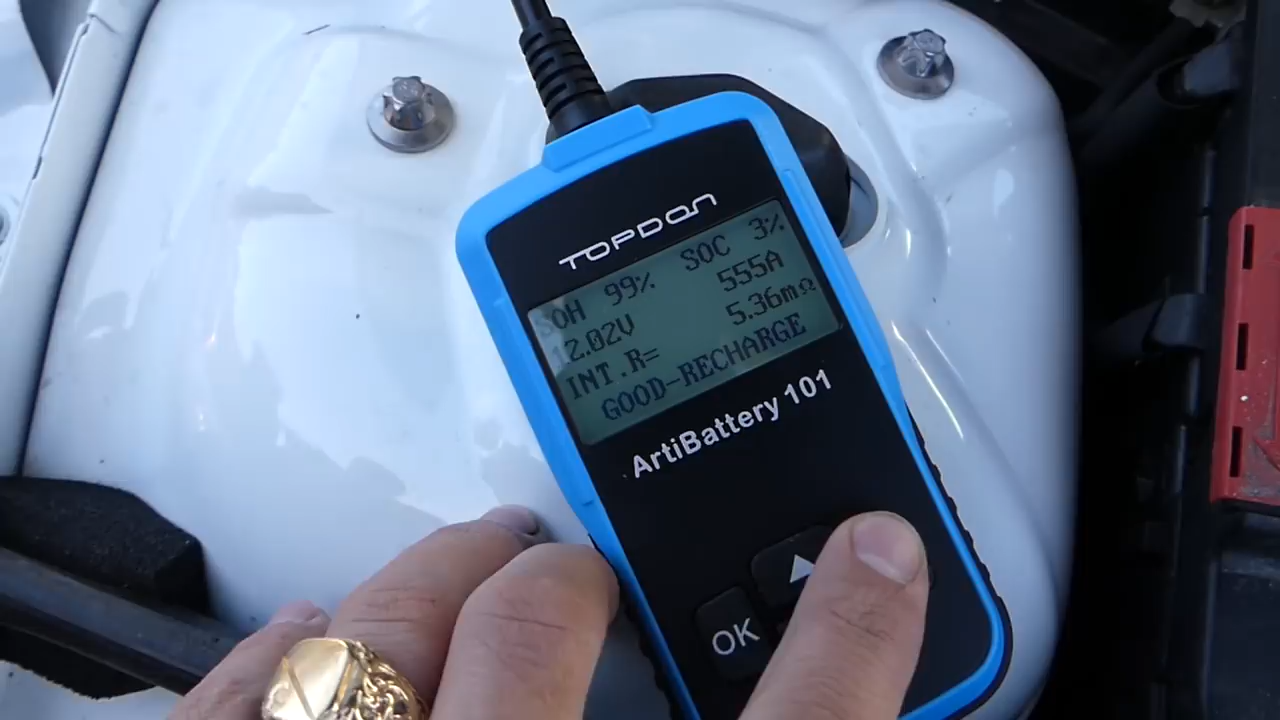 TOPDON
SOH 99% SOC 3%
12.02V 555A
INT.R= 5.36mΩ
GOOD-RECHARGE
ArtiBattery 101
OK